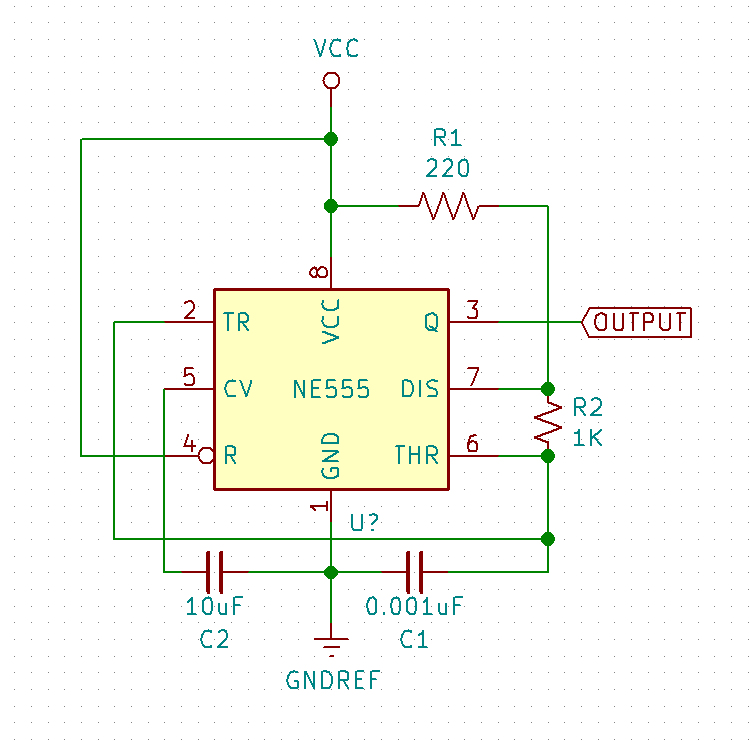 VCC
R1
220
8
2
TR
VCC
Q
3
OUTPUT
5
CV
NE555
DIS
7
R2
1K
4
R
GND
THR
6
1
U?
10uF
C2
0.001uF
C1
GNDREF